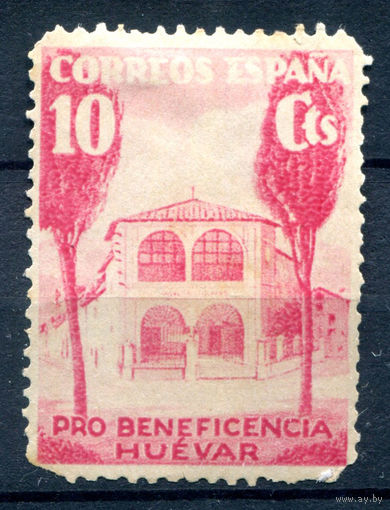 CORREOS ESPAÑA
10 Cts
PRO BENEFICENCIA
HUÉVAR
www.ay.by